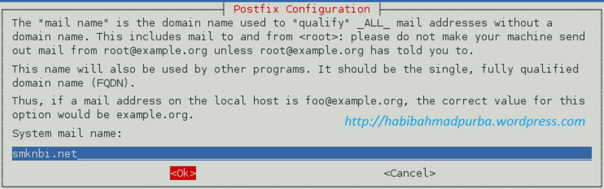 Postfix Configuration
The "mail name" is the domain name used to "qualify" _ALL_ mail addresses without a
domain name. This includes mail to and from <root>: please do not make your machine send
out mail from root@example.org unless root@example.org has told you to.
This name will also be used by other programs. It should be the single, fully qualified
domain name (FQDN).
Thus, if a mail address on the local host is foo@example.org, the correct value for this
option would be example.org.
http://habibahmadpurba.wordpress.com
System mail name:
smknbi.net
<Ok> <Cancel>